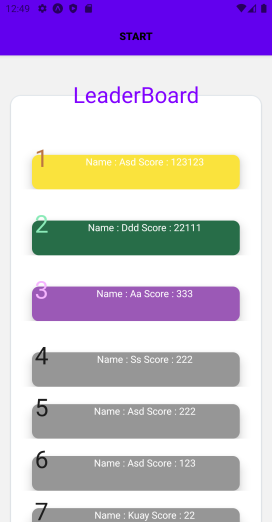 12:49
START
LeaderBoard
1
Name : Asd Score : 123123
2
Name : Ddd Score : 22111
3
Name : Aa Score : 333
4
Name : Ss Score : 222
5
Name : Asd Score : 222
6
Name : Asd Score : 123
7
Name : Kuay Score : 22